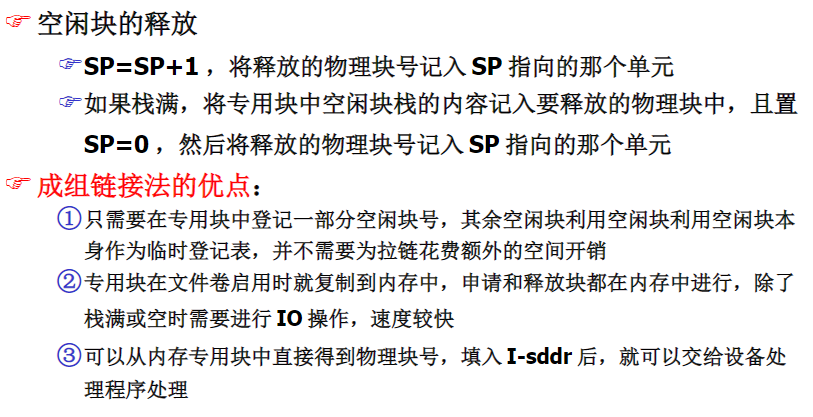 ☞ 空闲块的释放
☞SP=SP+1，将释放的物理块号记入 SP 指向的那个单元
☞如果栈满，将专用块中空闲块栈的内容记入要释放的物理块中，且置
SP=0，然后将释放的物理块号记入 SP 指向的那个单元
☞ 成组链接法的优点：
①只需要在专用块中登记一部分空闲块号，其余空闲块利用空闲块利用空闲块本
身作为临时登记表，并不需要为拉链花费额外的空间开销
②专用块在文件卷启用时就复制到内存中，申请和释放块都在内存中进行，除了
栈满或空时需要进行 IO 操作，速度较快
③可以从内存专用块中直接得到物理块号，填入 I-sddr 后，就可以交给设备处
理程序处理